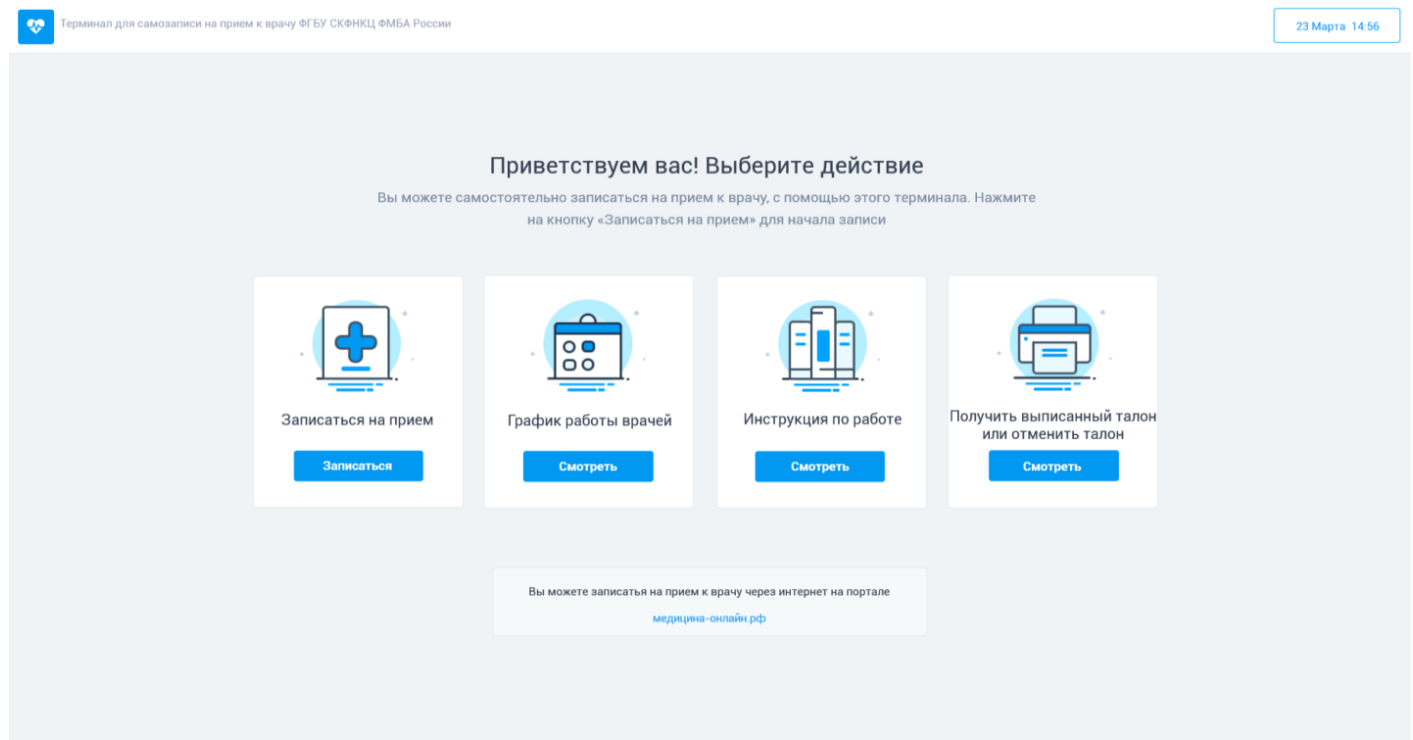 Терминал для самозаписи на прием к врачу ФГБУ СКФНКЦ ФМБА России
23 Марта 14:56
Приветствуем вас! Выберите действие
Вы можете самостоятельно записаться на прием к врачу, с помощью этого терминала. Нажмите
на кнопку «Записаться на прием» для начала записи
Записаться на прием
Записаться
График работы врачей
Смотреть
Инструкция по работе
Смотреть
Получить выписанный талон
или отменить талон
Смотреть
Вы можете записатья на прием к врачу через интернет на портале
медицина-онлайн.рф